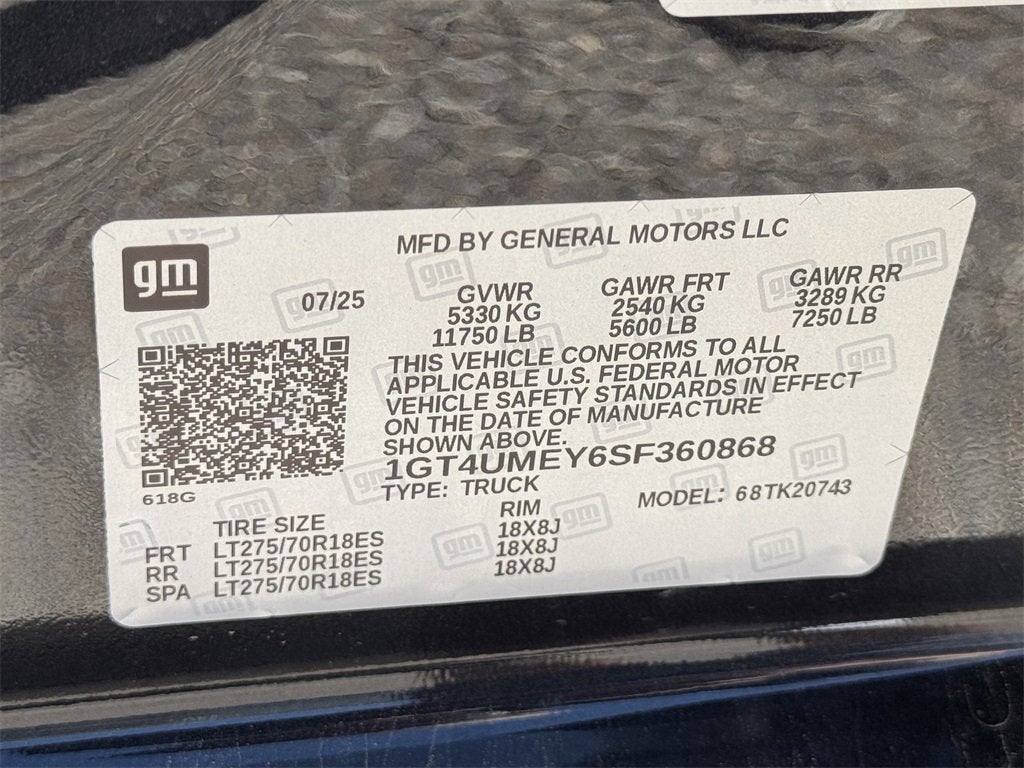 gm
MFD BY GENERAL MOTORS LLC
07/25
GVWR
5330 KG
11750 LB
GAWR FRT
2540 KG
5600 LB
GAWR RR
3289 KG
7250 LB
THIS VEHICLE CONFORMS TO ALL
APPLICABLE U.S. FEDERAL MOTOR
VEHICLE SAFETY STANDARDS IN EFFECT
ON THE DATE OF MANUFACTURE
SHOWN ABOVE.
1GT4UMEY6SF360868
TYPE: TRUCK
MODEL: 68TK20743
618G
TIRE SIZE RIM
FRT LT275/70R18ES 18X8J
RR LT275/70R18ES 18X8J
SPA LT275/70R18ES 18X8J